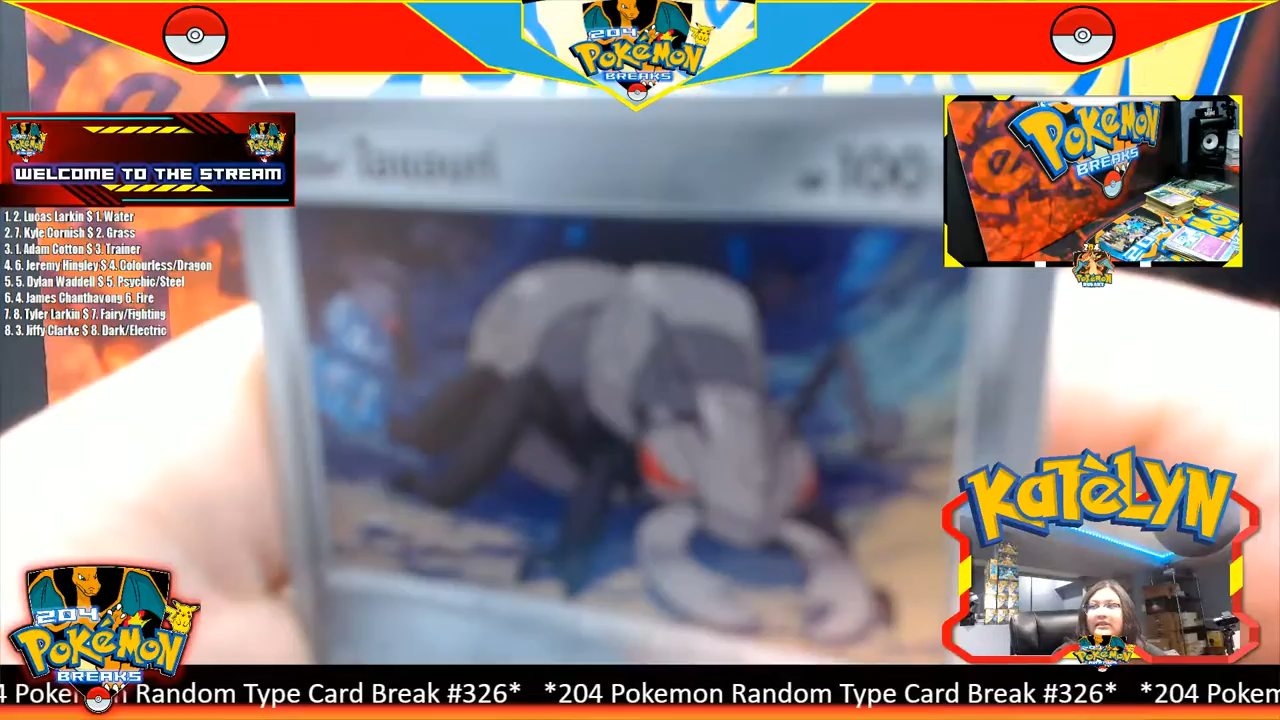 204
POKéMON
BREAKS
WELCOME TO THE STREAM
1. 2. Lucas Larkin $ 1. Water
2. 7. Kyle Cornish $ 2. Grass
3. 1. Adam Cotton $ 3. Trainer
4. 6. Jeremy Hingley $ 4. Colourless/Dragon
5. 5. Dylan Waddell $ 5. Psychic/Steel
6. 4. James Chanthavong 6. Fire
7. 8. Tyler Larkin $ 7. Fairy/Fighting
8. 3. Jiffy Clarke $ 8. Dark/Electric
100
POKéMON
BREAKS
KATèLYN
204
POKéMON
BREAKS
4 Pokemon Random Type Card Break #326* *204 Pokemon Random Type Card Break #326* *204 Pokem